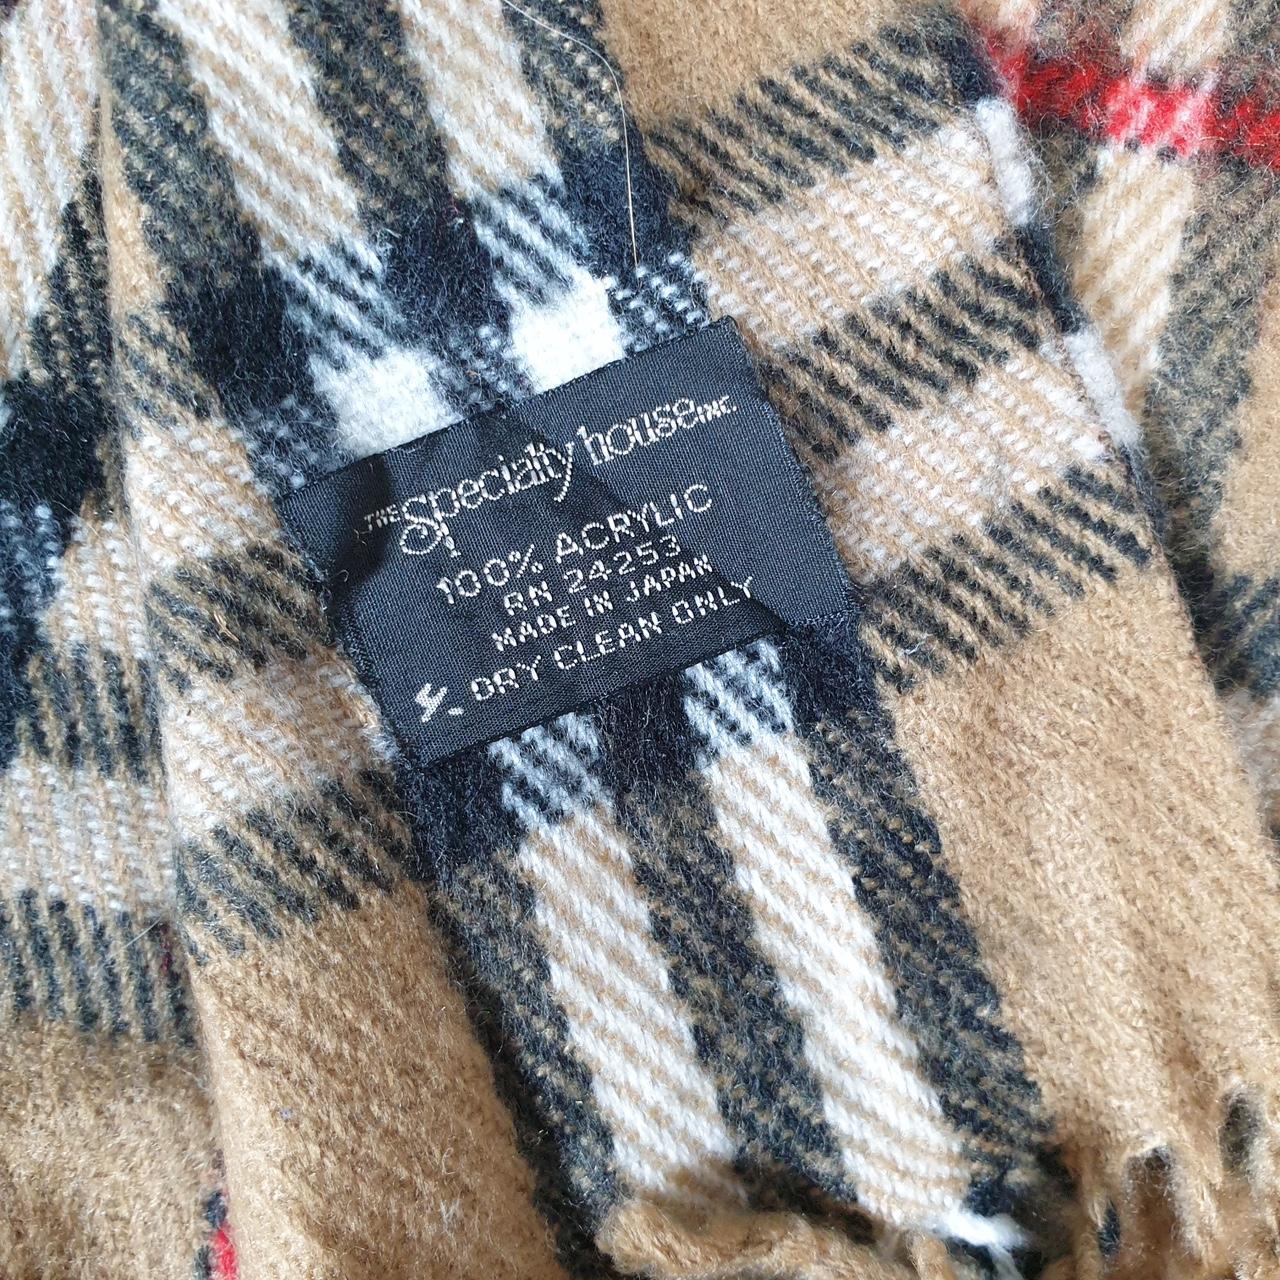 THE Specialty house INC.
100% ACRYLIC
RN 24253
MADE IN JAPAN
DRY CLEAN ONLY